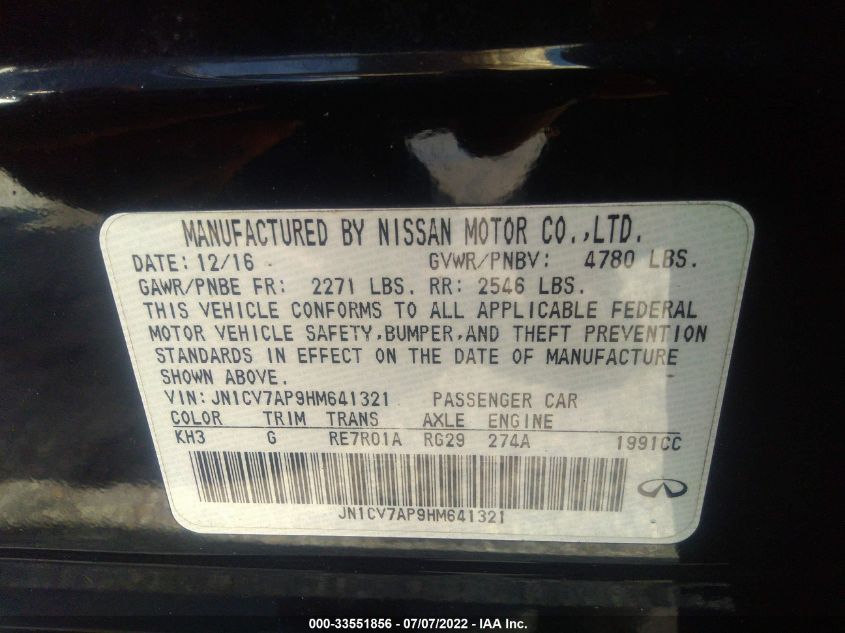 MANUFACTURED BY NISSAN MOTOR CO.,LTD.
DATE: 12/16 GVWR/PNBV: 4780 LBS.
GAWR/PNBE FR: 2271 LBS. RR: 2546 LBS.
THIS VEHICLE CONFORMS TO ALL APPLICABLE FEDERAL
MOTOR VEHICLE SAFETY,BUMPER,AND THEFT PREVENTION
STANDARDS IN EFFECT ON THE DATE OF MANUFACTURE
SHOWN ABOVE.
VIN: JN1CV7AP9HM641321 PASSENGER CAR
COLOR TRIM TRANS AXLE ENGINE
KH3 G RE7R01A RG29 274A 1991CC
JN1CV7AP9HM641321
000-33551856 - 07/07/2022 - IAA Inc.